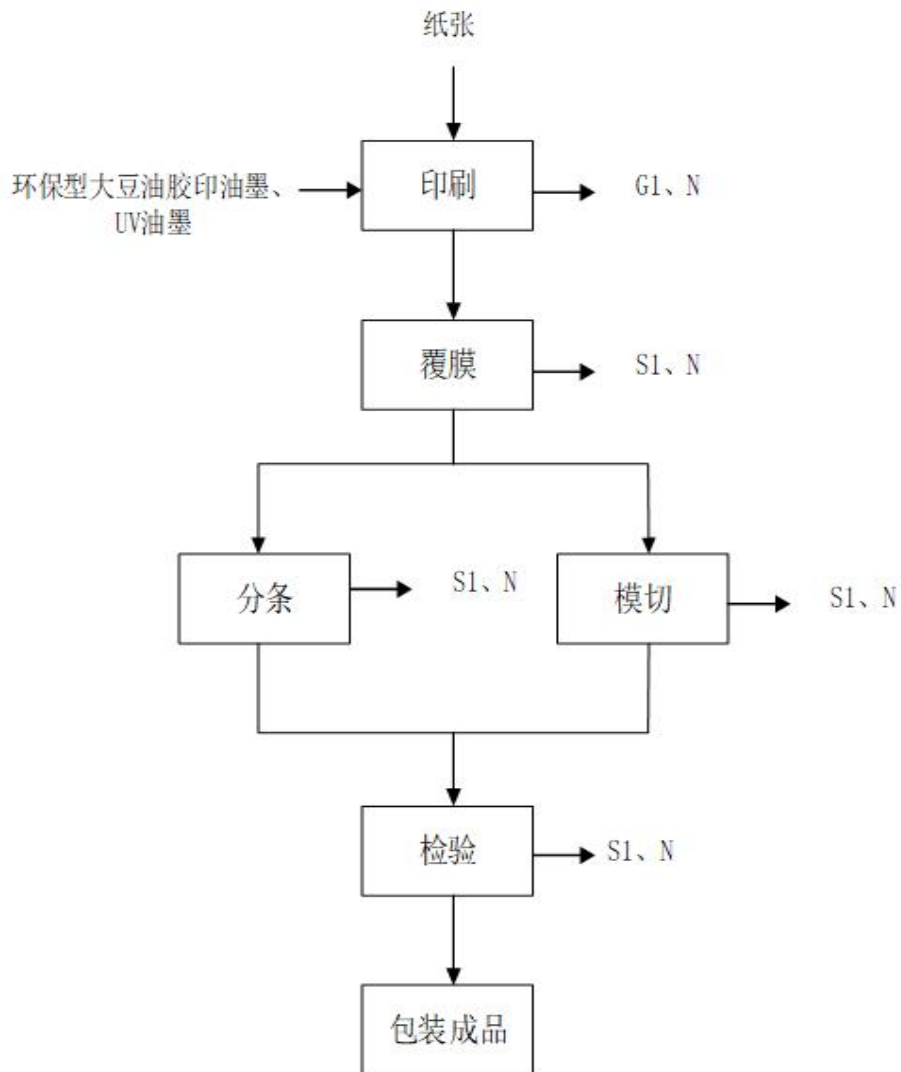 纸张
环保型大豆油胶印油墨、
UV油墨
印刷
G1、N
覆膜
S1、N
分条
S1、N
模切
S1、N
检验
S1、N
包装成品